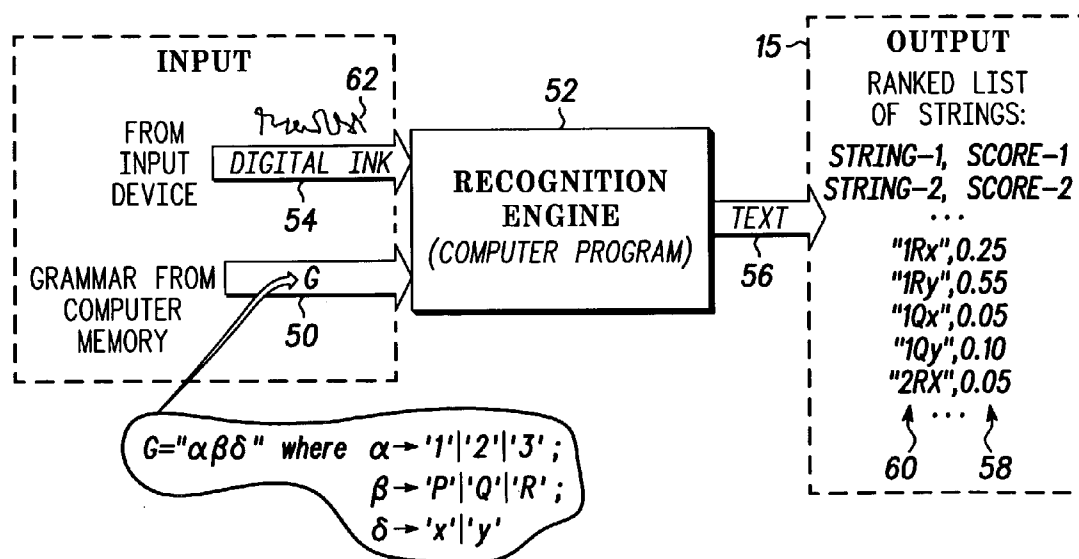 INPUT
FROM
INPUT
DEVICE
62
DIGITAL INK
54
GRAMMAR FROM
COMPUTER
MEMORY
G
50
52
RECOGNITION
ENGINE
(COMPUTER PROGRAM)
TEXT
56
15
OUTPUT
RANKED LIST
OF STRINGS:
STRING-1, SCORE-1
STRING-2, SCORE-2
...
"1Rx",0.25
"1Ry",0.55
"1Qx",0.05
"1Qy",0.10
"2RX",0.05
...
60
58
G="αβδ" where α→'1'|'2'|'3';
β→'P'|'Q'|'R';
δ→'x'|'y'